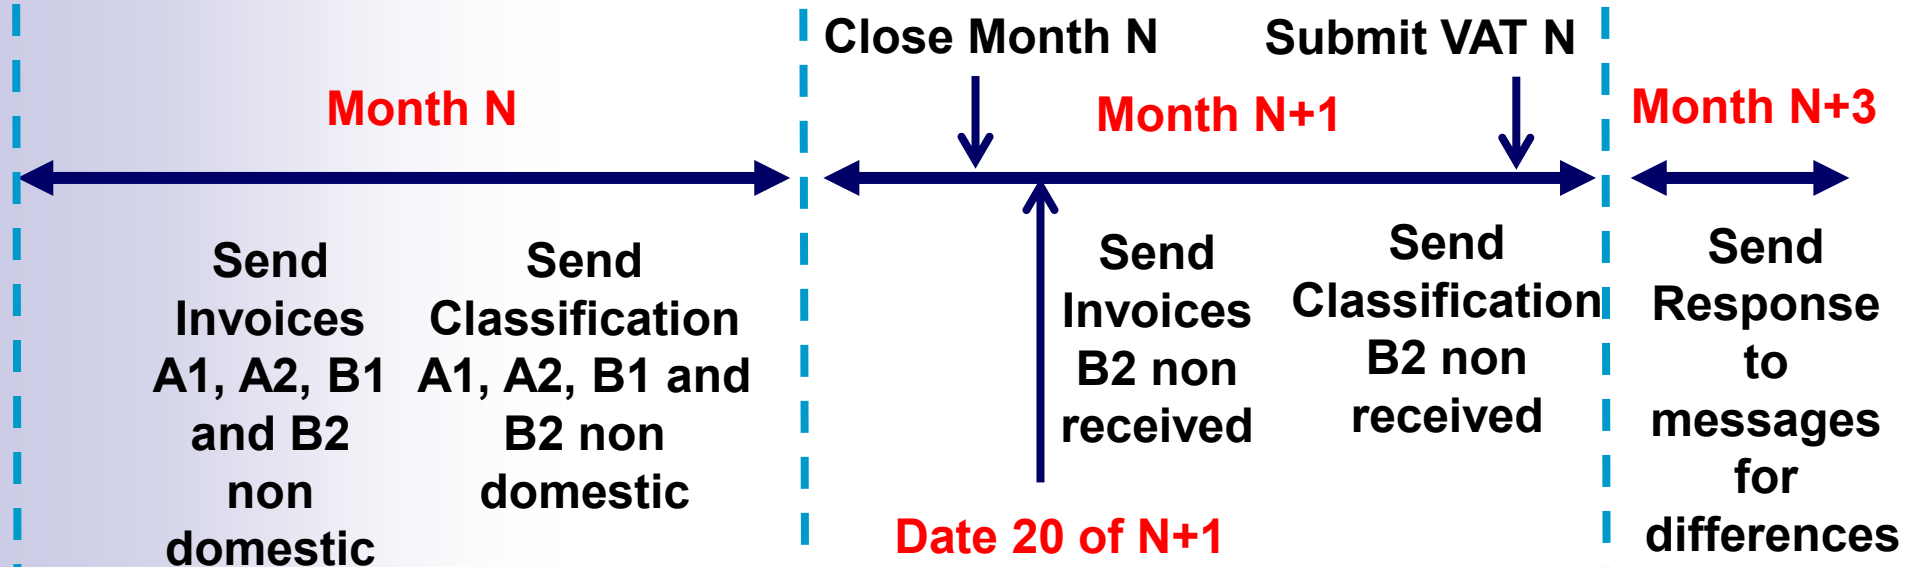 Close Month N
Submit VAT N
Month N
Month N+1
Month N+3
Send
Invoices
A1, A2, B1
and B2
non
domestic
Send
Classification
A1, A2, B1 and
B2 non
domestic
Date 20 of N+1
Send
Invoices
B2 non
received
Send
Classification
B2 non
received
Send
Response
to
messages
for
differences